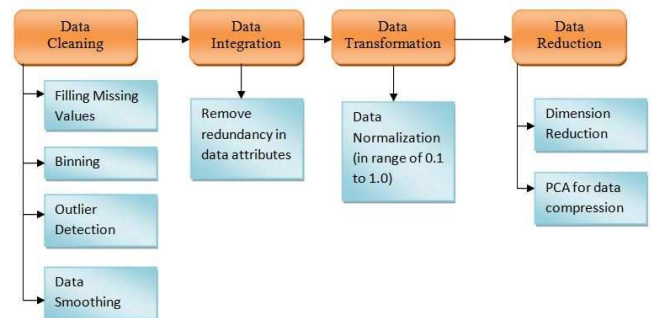 Data
Cleaning
Data
Integration
Data
Transformation
Data
Reduction
Filling Missing
Values
Binning
Outlier
Detection
Data
Smoothing
Remove
redundancy in
data attributes
Data
Normalization
(in range of 0.1
to 1.0)
Dimension
Reduction
PCA for data
compression